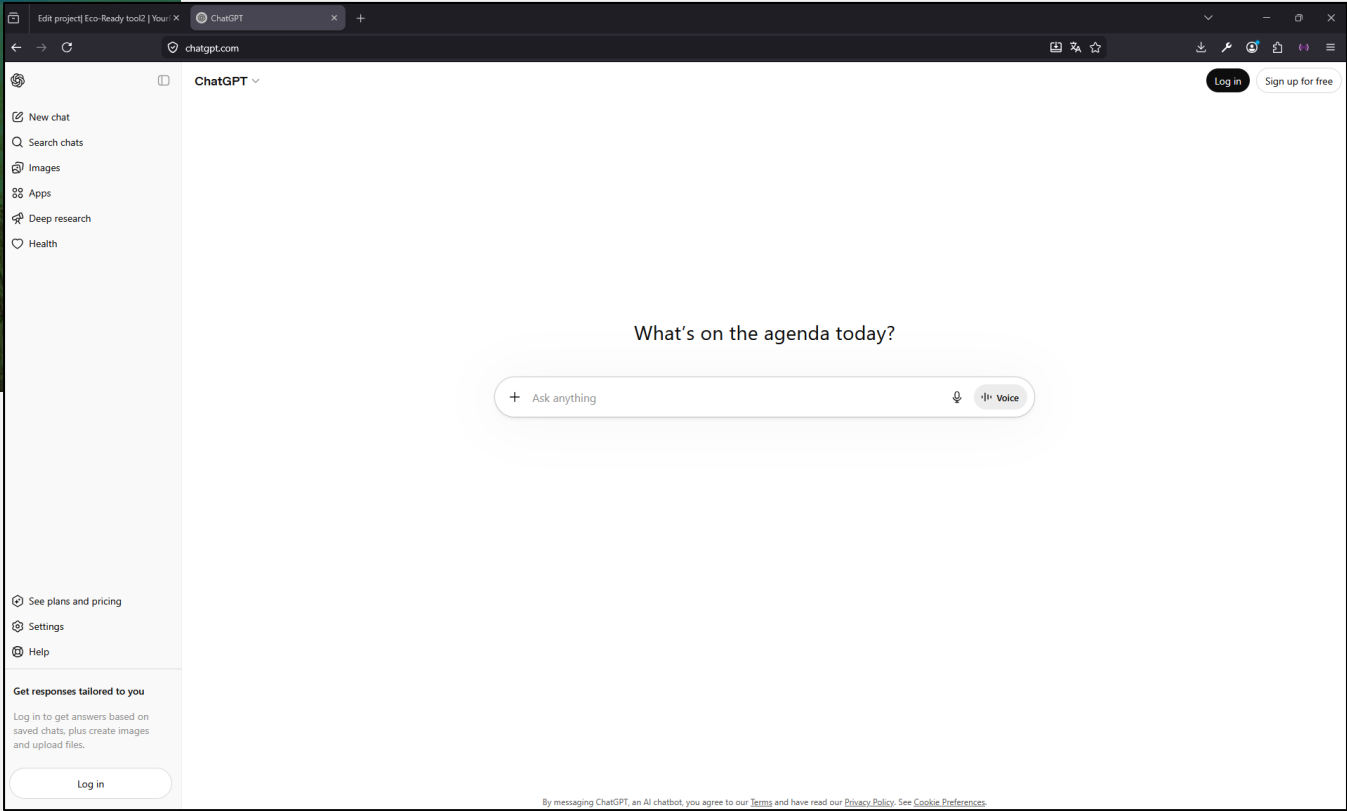 Edit project| Eco-Ready tool2 | Your
ChatGPT
chatgpt.com
ChatGPT
Log in
Sign up for free
New chat
Search chats
Images
Apps
Deep research
Health
What's on the agenda today?
Ask anything
Voice
See plans and pricing
Settings
Help
Get responses tailored to you
Log in to get answers based on
saved chats, plus create images
and upload files.
Log in
By messaging ChatGPT, an AI chatbot, you agree to our Terms and have read our Privacy Policy. See Cookie Preferences.